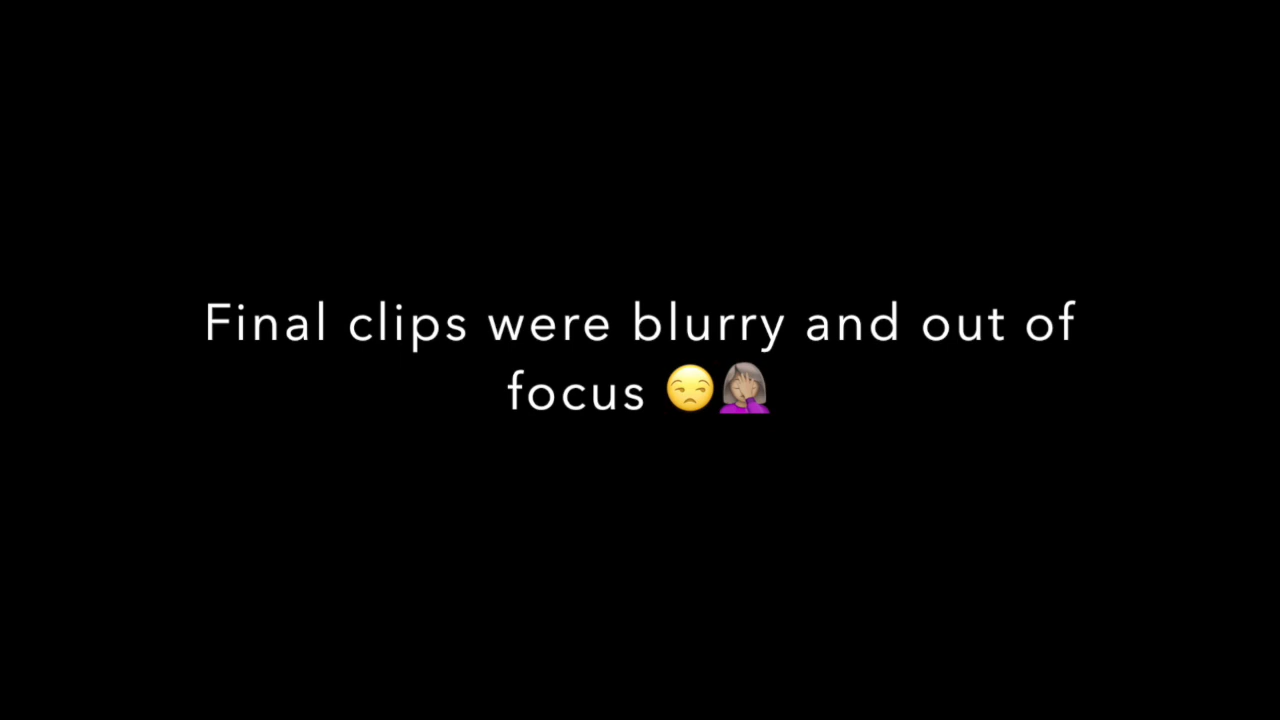 Final clips were blurry and out of
focus 😒🤦🏼‍♀️